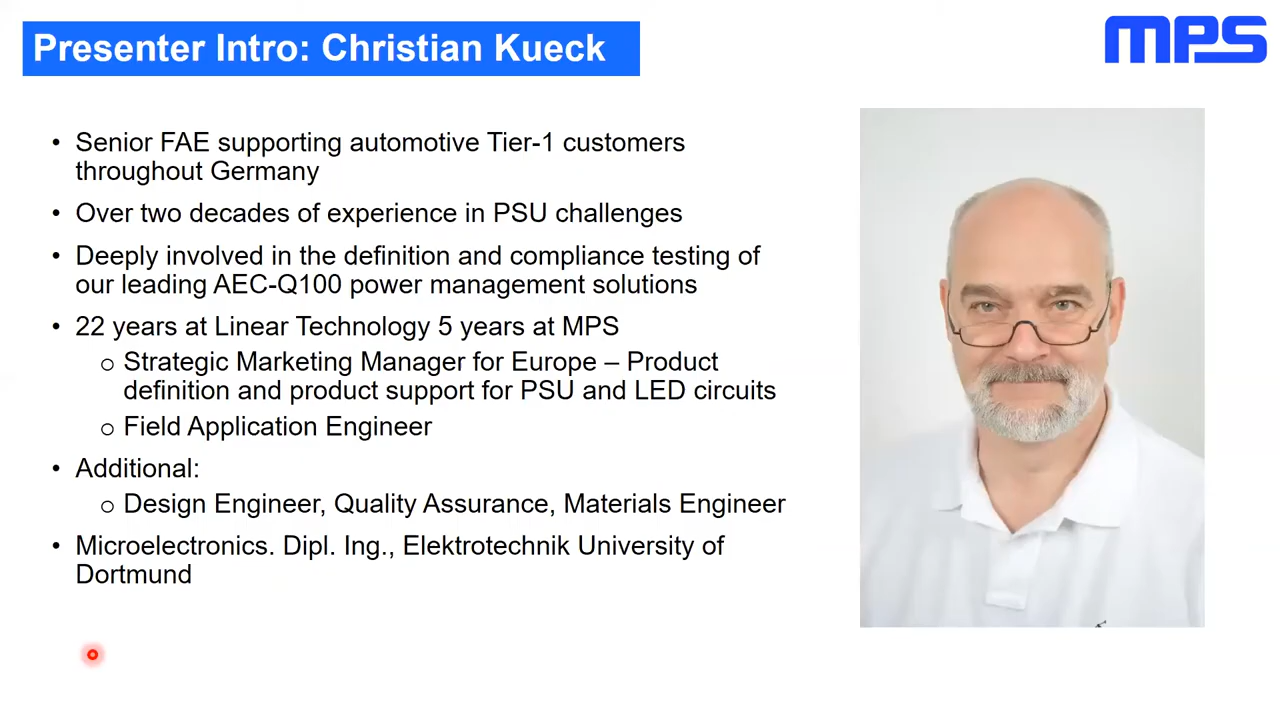 Presenter Intro: Christian Kueck
mPS
• Senior FAE supporting automotive Tier-1 customers
throughout Germany
• Over two decades of experience in PSU challenges
• Deeply involved in the definition and compliance testing of
our leading AEC-Q100 power management solutions
• 22 years at Linear Technology 5 years at MPS
o Strategic Marketing Manager for Europe – Product
definition and product support for PSU and LED circuits
o Field Application Engineer
• Additional:
o Design Engineer, Quality Assurance, Materials Engineer
• Microelectronics. Dipl. Ing., Elektrotechnik University of
Dortmund